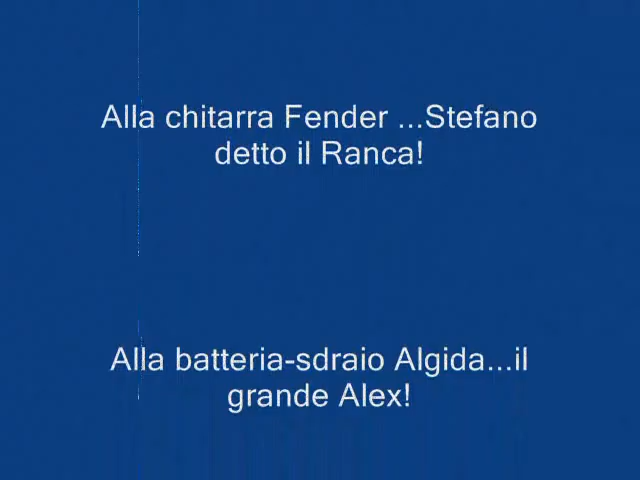 Alla chitarra Fender ...Stefano
detto il Ranca!
Alla batteria-sdraio Algida...il
grande Alex!